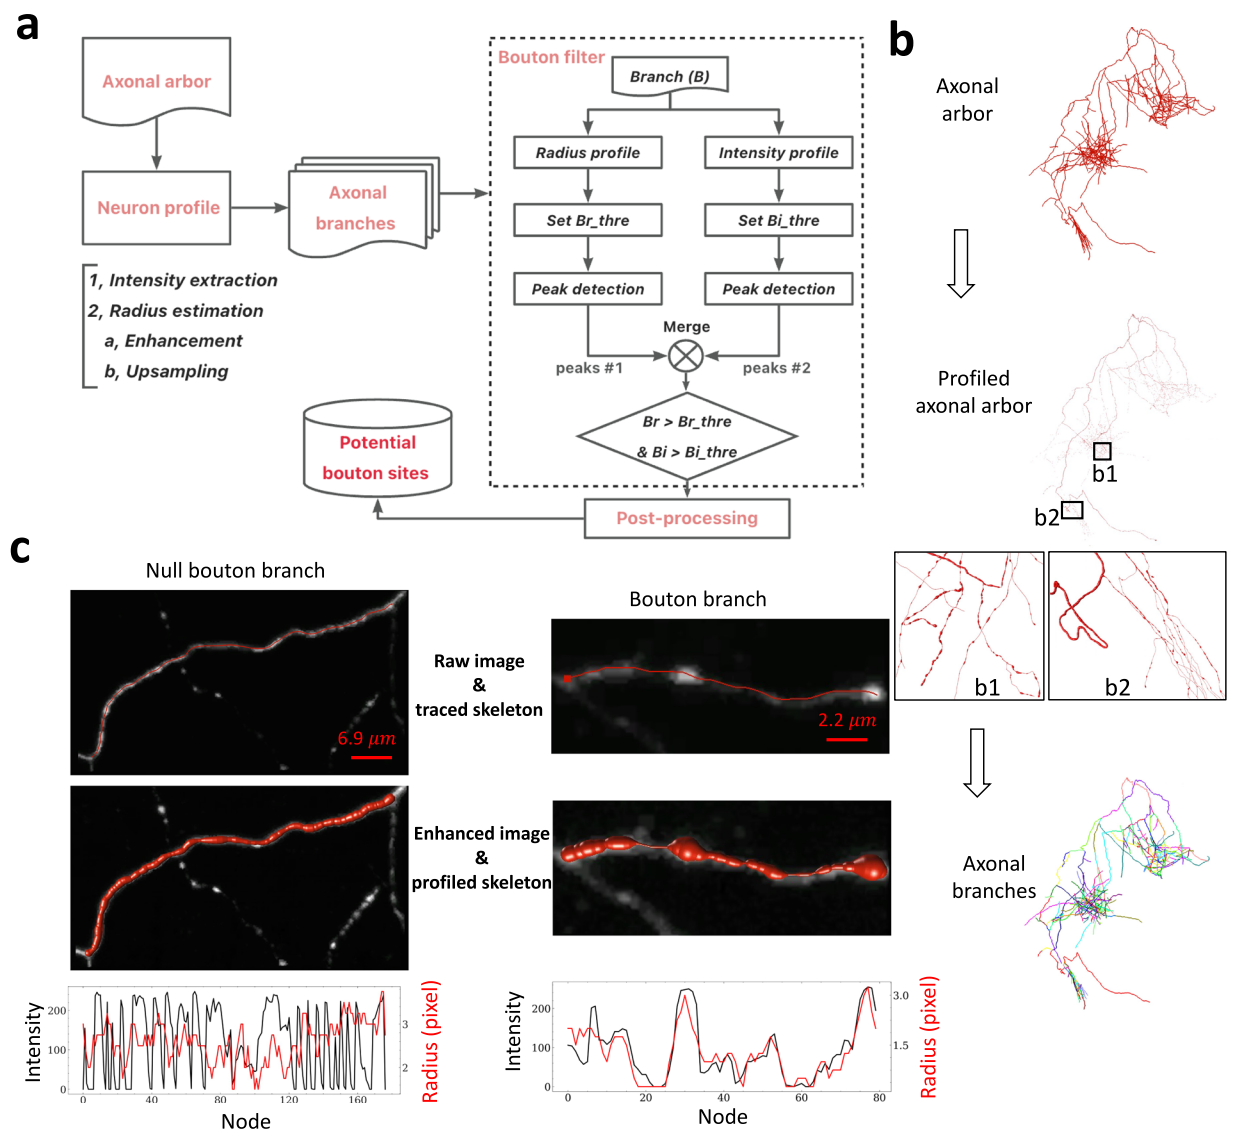 a
Axonal arbor
Neuron profile
Axonal
branches
1, Intensity extraction
2, Radius estimation
a, Enhancement
b, Upsampling
Bouton filter
Branch (B)
Radius profile
Intensity profile
Set Br_thre
Set Bi_thre
Peak detection
Peak detection
Merge
peaks #1
peaks #2
Br > Br_thre
& Bi > Bi_thre
Potential
bouton sites
Post-processing
b
Axonal
arbor
Profiled
axonal arbor
b1
b2
b1
b2
Axonal
branches
c
Null bouton branch
Bouton branch
6.9 μm
Raw image
&
traced skeleton
2.2 μm
Enhanced image
&
profiled skeleton
Intensity
200
100
0
3
2
Radius (pixel)
0
40
80
120
160
Node
Intensity
200
100
0
3.0
1.5
Radius (pixel)
0
20
40
60
80
Node